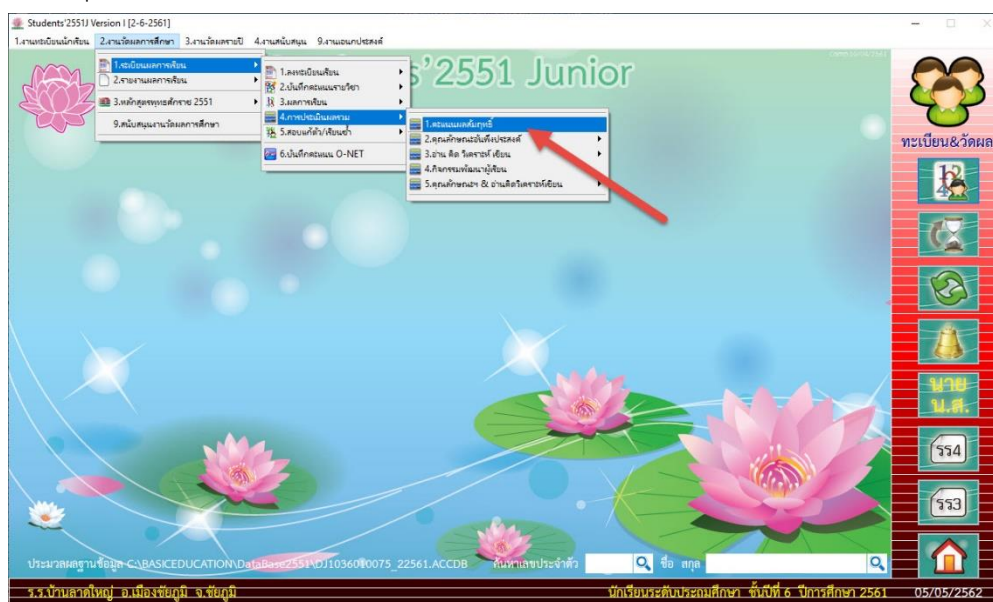 Students'2551J Version I [2-6-2561]
1.งานทะเบียนนักเรียน 2.งานวัดผลการศึกษา 3.งานวัดผลรายปี 4.งานสนับสนุน 9.งานเอนกประสงค์
s'2551 Junior
1.ระเบียนผลการเรียน
2.รายงานผลการเรียน
3.หลักสูตรพุทธศักราช 2551
9.สนับสนุนงานวัดผลการศึกษา
1.ลงทะเบียนเรียน
2.บันทึกคะแนนรายวิชา
3.ผลการเรียน
4.การประเมินผลรวม
5.สอบแก้ตัว/เรียนซ้ำ
6.บันทึกคะแนน O-NET
1.คะแนนผลสัมฤทธิ์
2.คุณลักษณะอันพึงประสงค์
3.อ่าน คิด วิเคราะห์ เขียน
4.กิจกรรมพัฒนาผู้เรียน
5.คุณลักษณะฯ & อ่านคิดวิเคราะห์เขียน
ทะเบียน&วัดผล
นาย
น.ส.
รร4
รร3
ประมวลผลฐานข้อมูล C:\BASICEDUCATION\DataBase2551\DJ1036010075_22561.ACCDB ค้นหาเลขประจำตัว ชื่อ สกุล
ร.ร.บ้านลาดใหญ่ อ.เมืองชัยภูมิ จ.ชัยภูมิ นักเรียนระดับประถมศึกษา ชั้นปีที่ 6 ปีการศึกษา 2561 05/05/2562